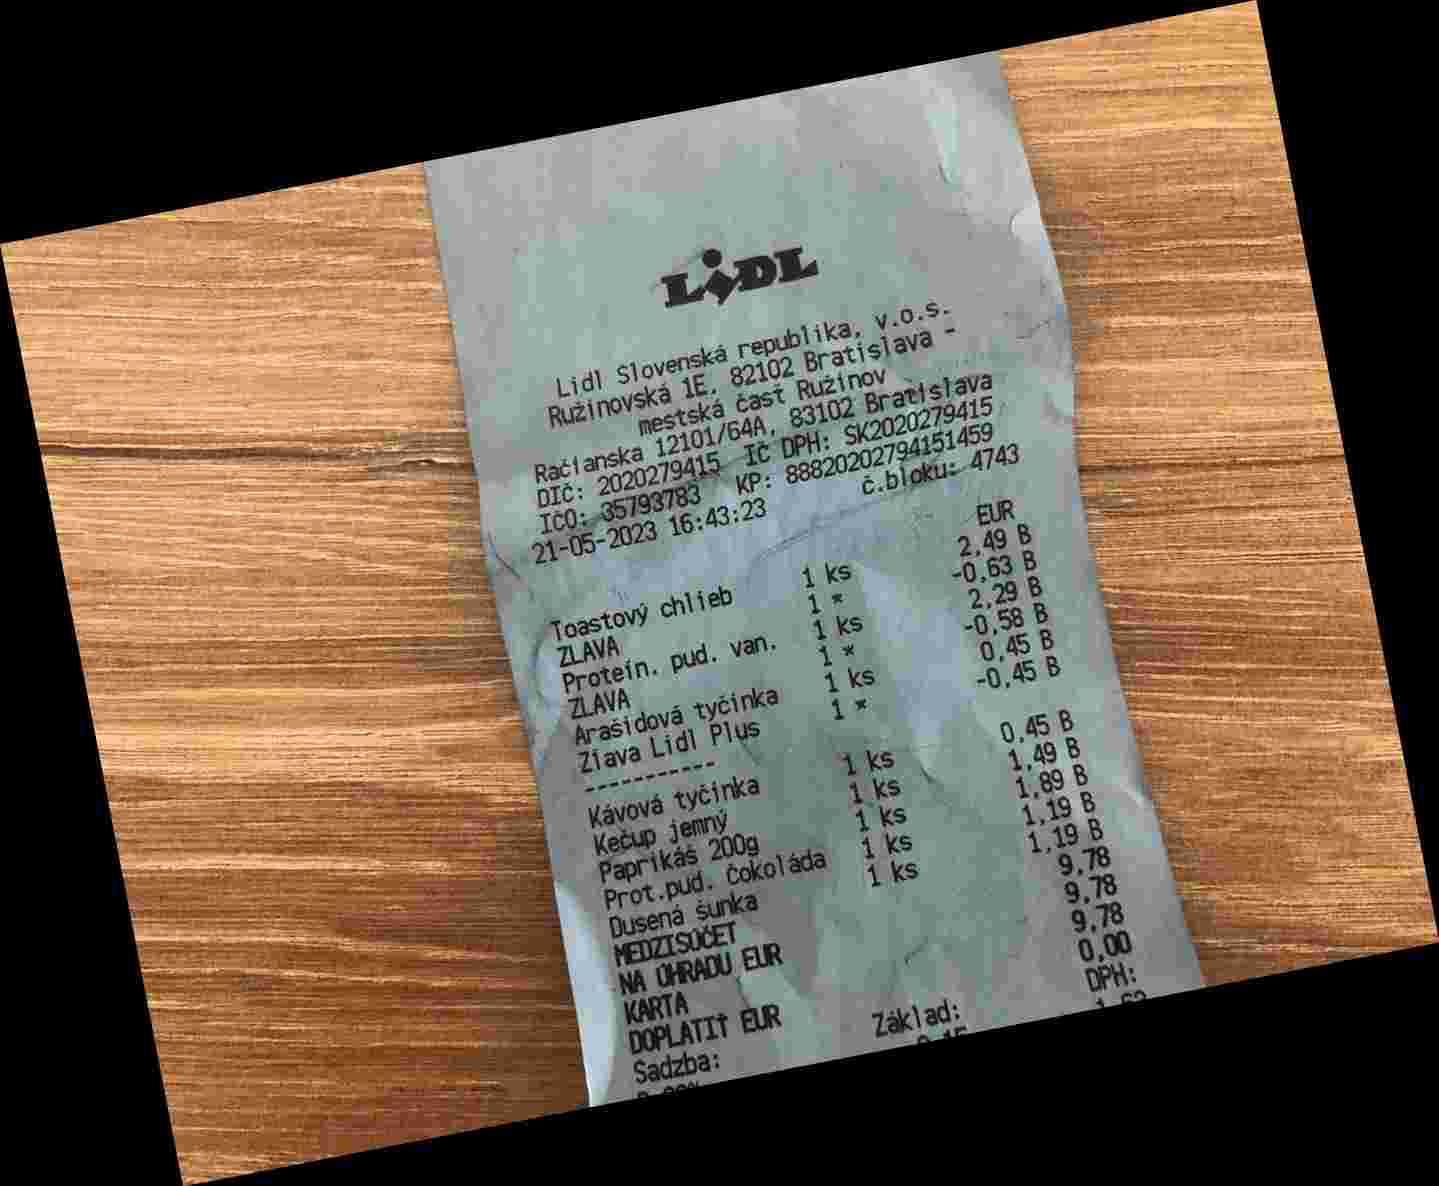 LiDL
Lidl Slovenská republika, v.o.s.
Ružinovská 1E, 82102 Bratislava -
mestská časť Ružinov
Račianska 12101/64A, 83102 Bratislava
DIČ: 2020279415 IČ DPH: SK2020279415
IČO: 35793783 KP: 88820202794151459
21-05-2023 16:43:23 č.bloku: 4743
EUR
Toastový chlieb 1 ks 2,49 B
ZĽAVA 1 * -0,63 B
Proteín. pud. van. 1 ks 2,29 B
ZĽAVA 1 * -0,58 B
Arašidová tyčinka 1 ks 0,45 B
Zľava Lidl Plus 1 * -0,45 B
-----------
Kávová tyčinka 1 ks 0,45 B
Kečup jemný 1 ks 1,49 B
Paprikáš 200g 1 ks 1,89 B
Prot.pud. čokoláda 1 ks 1,19 B
Dusená šunka 1 ks 1,19 B
MEDZISÚČET 9,78
NA ÚHRADU EUR 9,78
KARTA 9,78
DOPLATIŤ EUR 0,00
Sadzba: Základ: DPH: